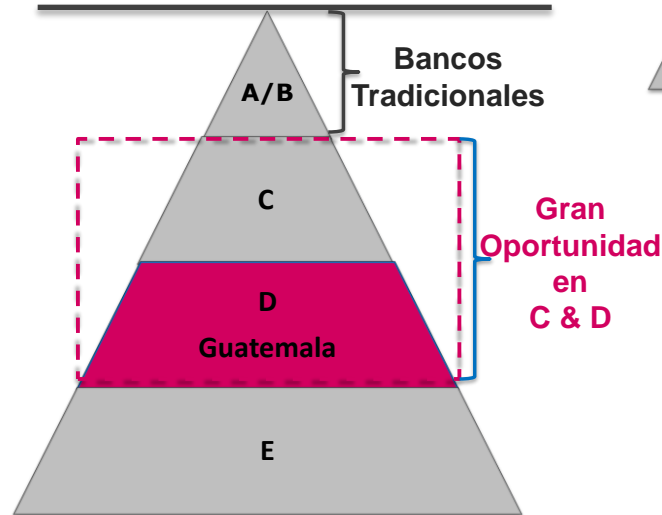 A/B
Bancos
Tradicionales
C
Gran
Oportunidad
en
C & D
D
Guatemala
E